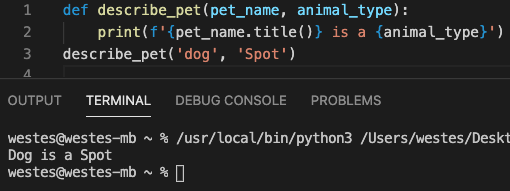 1 def describe_pet(pet_name, animal_type):
2     print(f'{pet_name.title()} is a {animal_type}')
3 describe_pet('dog', 'Spot')
4
OUTPUT TERMINAL DEBUG CONSOLE PROBLEMS
westes@westes-mb ~ % /usr/local/bin/python3 /Users/westes/Deskt
Dog is a Spot
westes@westes-mb ~ %